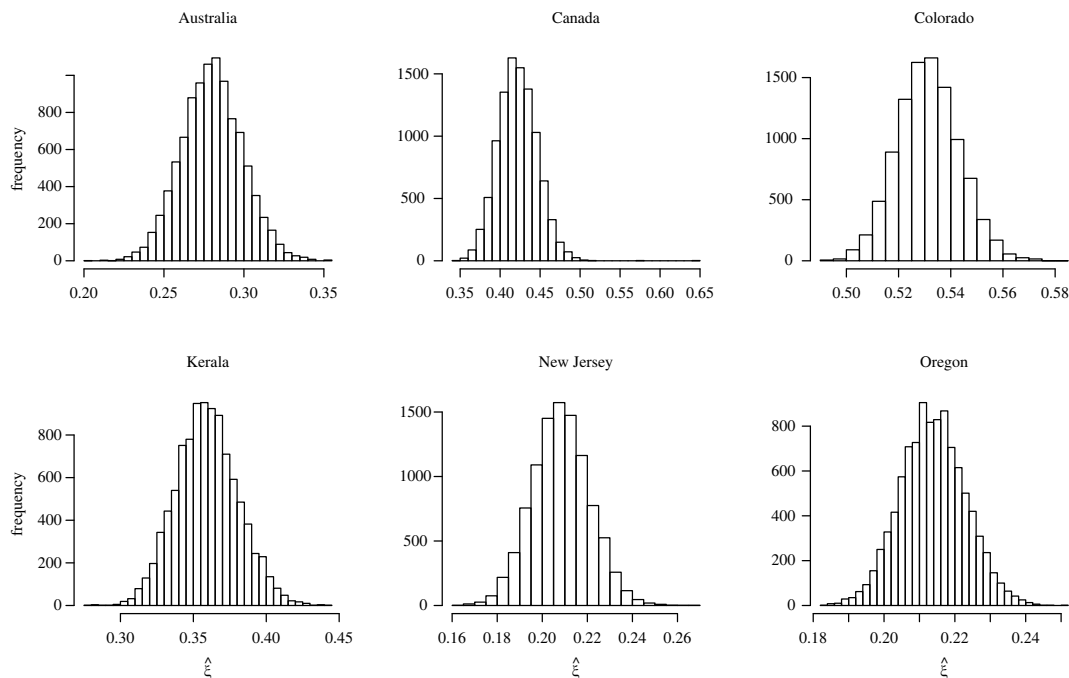 Australia Canada Colorado
frequency
0 200 400 600 800
0.20 0.25 0.30 0.35
0 500 1000 1500
0.35 0.40 0.45 0.50 0.55 0.60 0.65
0 500 1000 1500
0.50 0.52 0.54 0.56 0.58
Kerala New Jersey Oregon
frequency
0 200 400 600 800
0.30 0.35 0.40 0.45
ξ̂
0 500 1000 1500
0.16 0.18 0.20 0.22 0.24 0.26
ξ̂
0 200 400 600 800
0.18 0.20 0.22 0.24
ξ̂